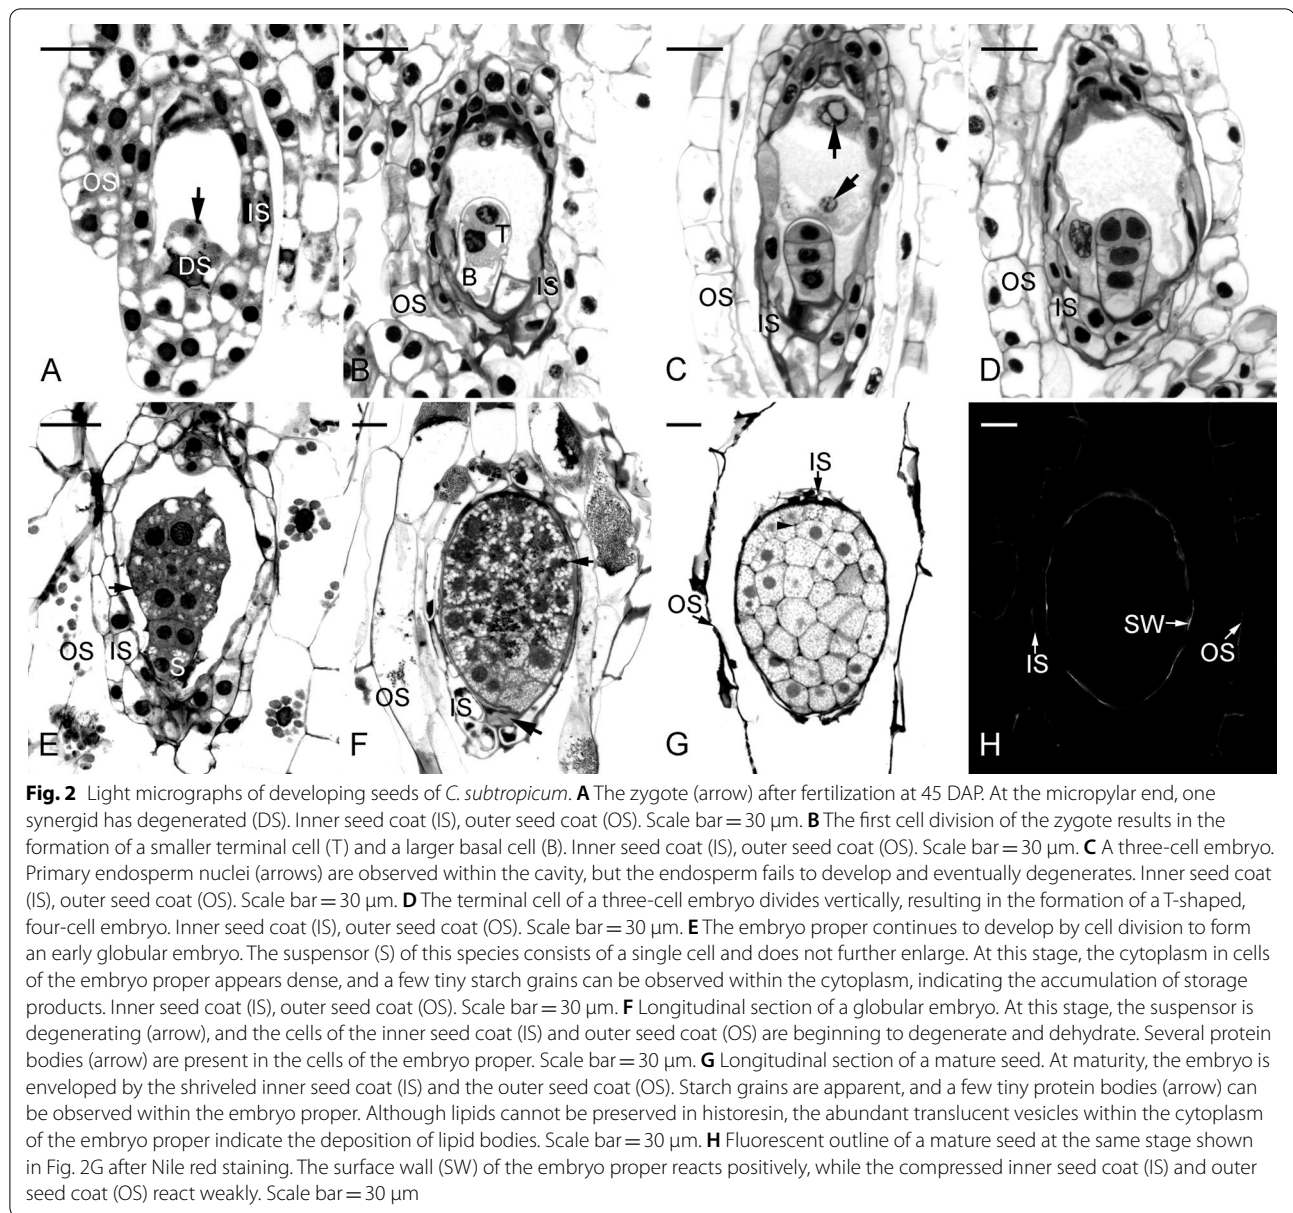 OS
IS
DS
A
T
B
IS
OS
B
OS
IS
C
OS
IS
D
OS
IS
S
E
OS
IS
F
IS
OS
G
SW
IS
OS
H
Fig. 2 Light micrographs of developing seeds of C. subtropicum. A The zygote (arrow) after fertilization at 45 DAP. At the micropylar end, one
synergid has degenerated (DS). Inner seed coat (IS), outer seed coat (OS). Scale bar = 30 µm. B The first cell division of the zygote results in the
formation of a smaller terminal cell (T) and a larger basal cell (B). Inner seed coat (IS), outer seed coat (OS). Scale bar = 30 µm. C A three-cell embryo.
Primary endosperm nuclei (arrows) are observed within the cavity, but the endosperm fails to develop and eventually degenerates. Inner seed coat
(IS), outer seed coat (OS). Scale bar = 30 µm. D The terminal cell of a three-cell embryo divides vertically, resulting in the formation of a T-shaped,
four-cell embryo. Inner seed coat (IS), outer seed coat (OS). Scale bar = 30 µm. E The embryo proper continues to develop by cell division to form
an early globular embryo. The suspensor (S) of this species consists of a single cell and does not further enlarge. At this stage, the cytoplasm in cells
of the embryo proper appears dense, and a few tiny starch grains can be observed within the cytoplasm, indicating the accumulation of storage
products. Inner seed coat (IS), outer seed coat (OS). Scale bar = 30 µm. F Longitudinal section of a globular embryo. At this stage, the suspensor is
degenerating (arrow), and the cells of the inner seed coat (IS) and outer seed coat (OS) are beginning to degenerate and dehydrate. Several protein
bodies (arrow) are present in the cells of the embryo proper. Scale bar = 30 µm. G Longitudinal section of a mature seed. At maturity, the embryo is
enveloped by the shriveled inner seed coat (IS) and the outer seed coat (OS). Starch grains are apparent, and a few tiny protein bodies (arrow) can
be observed within the embryo proper. Although lipids cannot be preserved in historesin, the abundant translucent vesicles within the cytoplasm
of the embryo proper indicate the deposition of lipid bodies. Scale bar = 30 µm. H Fluorescent outline of a mature seed at the same stage shown
in Fig. 2G after Nile red staining. The surface wall (SW) of the embryo proper reacts positively, while the compressed inner seed coat (IS) and outer
seed coat (OS) react weakly. Scale bar = 30 µm